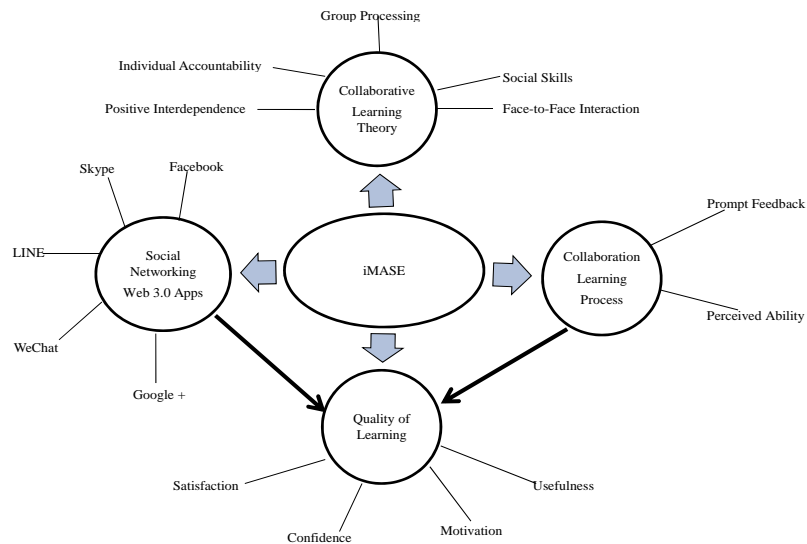 Group Processing
Individual Accountability
Social Skills
Positive Interdependence
Face-to-Face Interaction
Collaborative
Learning
Theory
Skype
Facebook
LINE
WeChat
Google +
Social
Networking
Web 3.0 Apps
iMASE
Prompt Feedback
Collaboration
Learning
Process
Perceived Ability
Quality of
Learning
Satisfaction
Confidence
Motivation
Usefulness